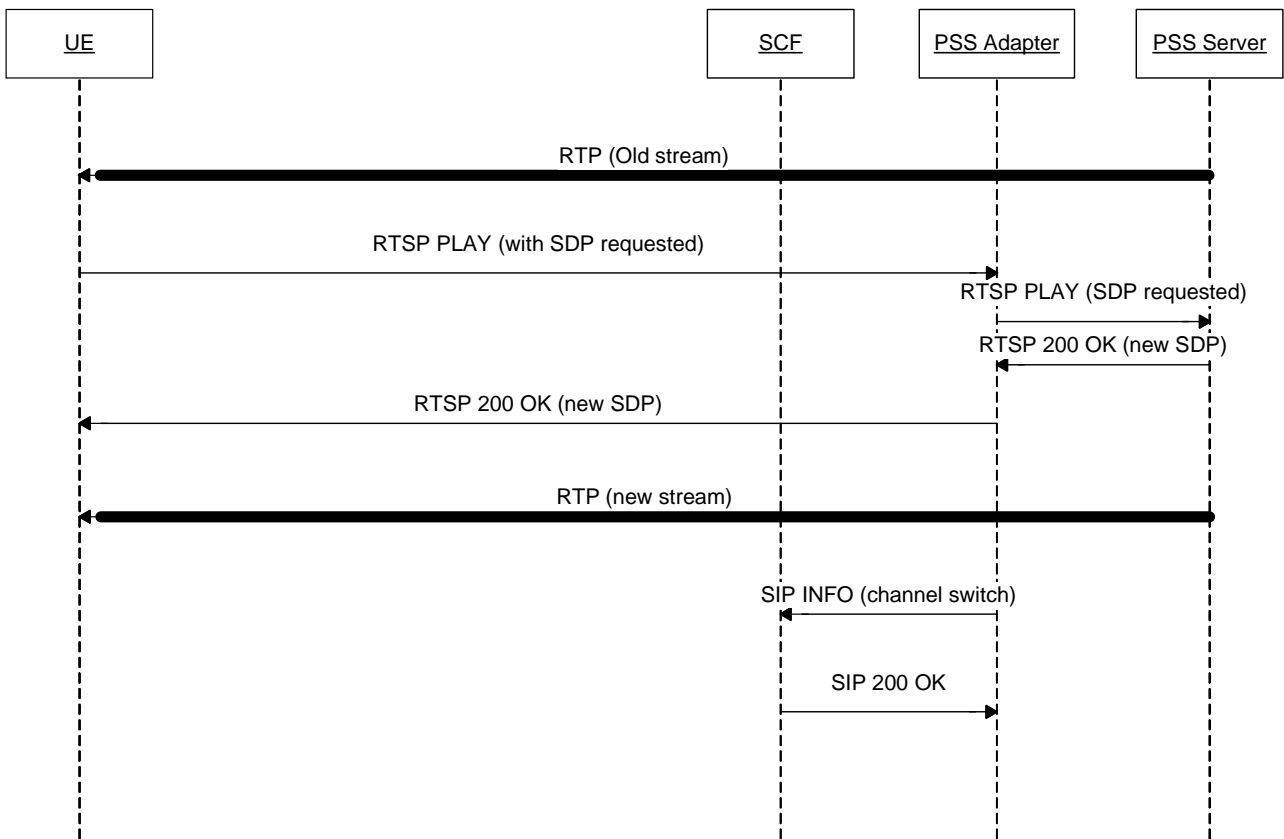 UE
SCF
PSS Adapter
PSS Server
RTP (Old stream)
RTSP PLAY (with SDP requested)
RTSP PLAY (SDP requested)
RTSP 200 OK (new SDP)
RTSP 200 OK (new SDP)
RTP (new stream)
SIP INFO (channel switch)
SIP 200 OK